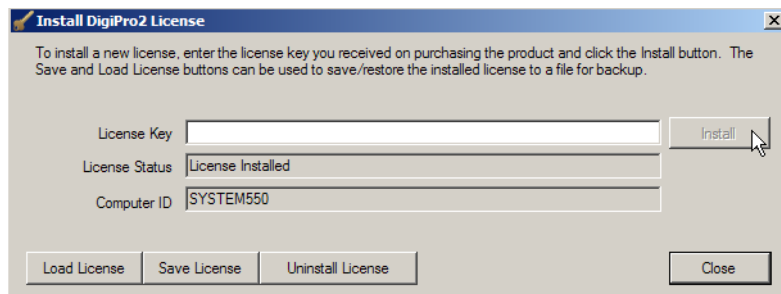 Install DigiPro2 License
To install a new license, enter the license key you received on purchasing the product and click the Install button. The
Save and Load License buttons can be used to save/restore the installed license to a file for backup.
License Key
Install
License Status License Installed
Computer ID SYSTEM550
Load License Save License Uninstall License Close